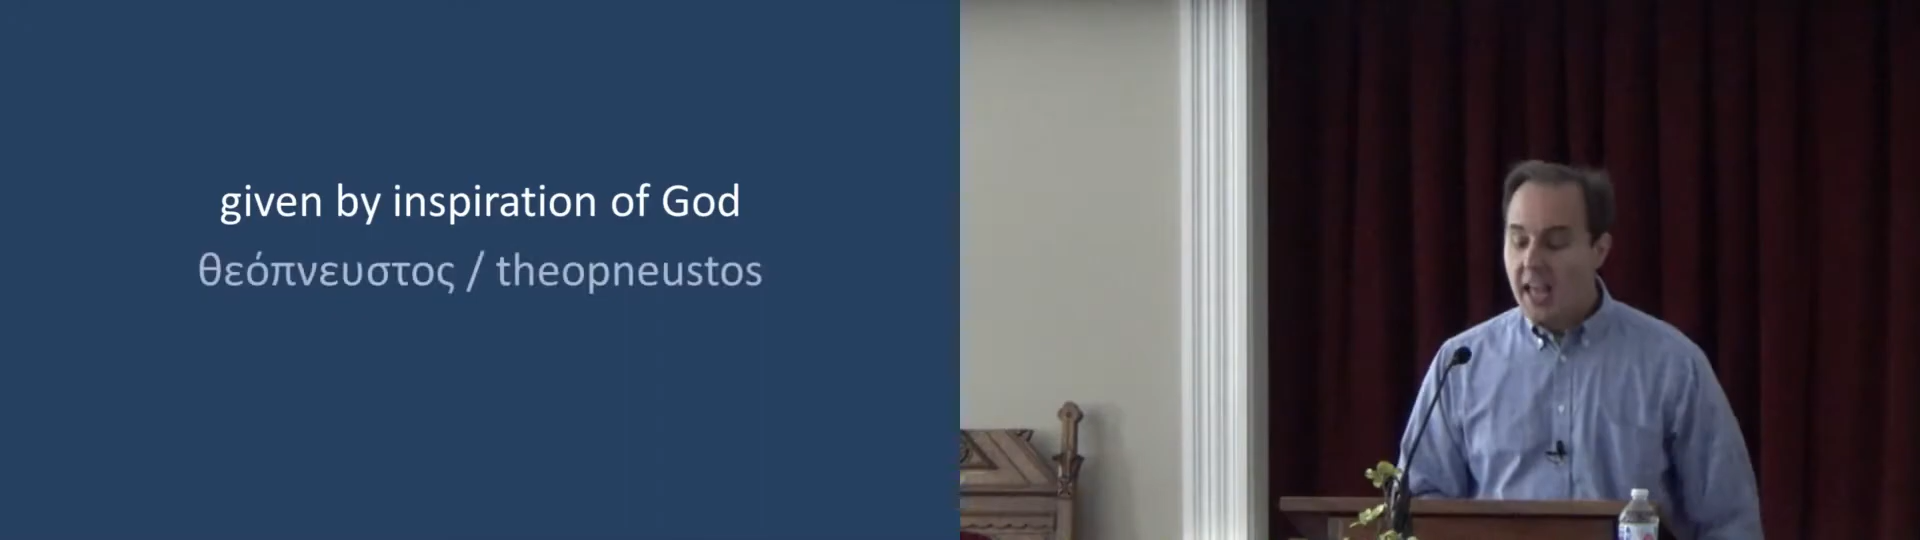 given by inspiration of God
θεόπνευστος / theopneustos